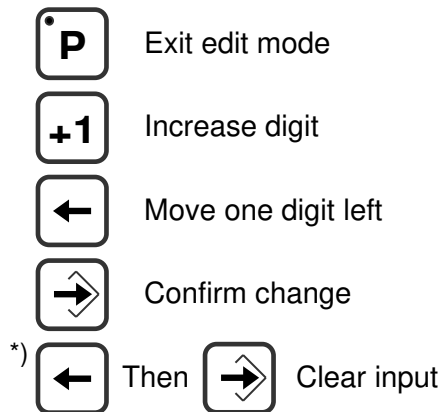 P Exit edit mode
+1 Increase digit
Move one digit left
Confirm change
*) Then Clear input